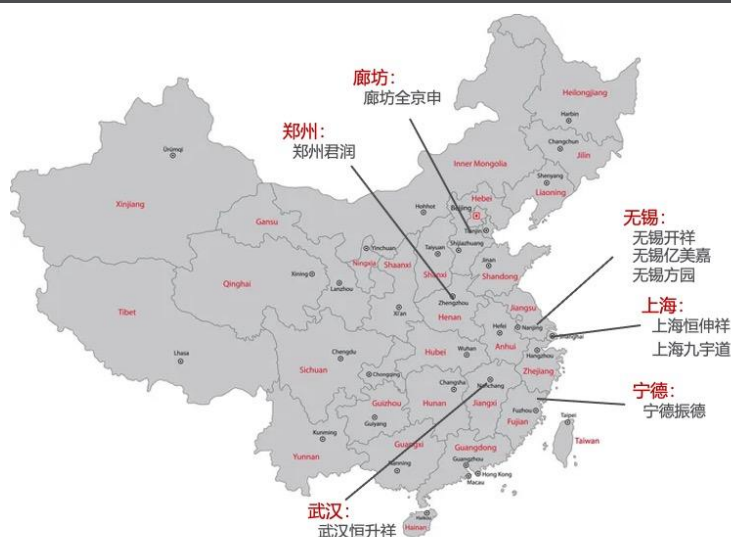 廊坊：
廊坊全京申
郑州：
郑州君润
无锡：
无锡开祥
无锡亿美嘉
无锡方园
上海：
上海恒伸祥
上海九宇道
宁德：
宁德振德
武汉：
武汉恒升祥
Heilongjiang
Harbin
Changchun
Jilin
Ürümqi
Inner Mongolia
Shenyang
Liaoning
Xinjiang
Hebei
Beijing
Hohhot
Gansu
Tianjin
Yinchuan
Taiyuan
Shijiazhuang
Ningxia
Shaanxi
Jinan
Xining
Shanxi
Shandong
Qinghai
Lanzhou
Zhengzhou
Tibet
Xi'an
Henan
Jiangsu
Hefei
Nanjing
Shanghai
Anhui
Lhasa
Chengdu
Hubei
Wuhan
Hangzhou
Sichuan
Chongqing
Zhejiang
Changsha
Nanchang
Guizhou
Hunan
Jiangxi
Guiyang
Fuzhou
Taipei
Fujian
Kunming
Guangxi
Guangdong
Taiwan
Yunnan
Nanning
Guangzhou
Hong Kong
Macau
Haikou
Hainan